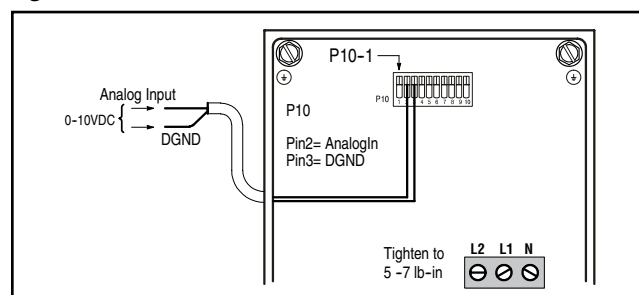 P10-1
Analog Input
0-10VDC
DGND
P10
1 2 3 4 5 6 7 8 9 10
P10
Pin2= AnalogIn
Pin3= DGND
Tighten to
5 -7 lb-in
L2 L1 N